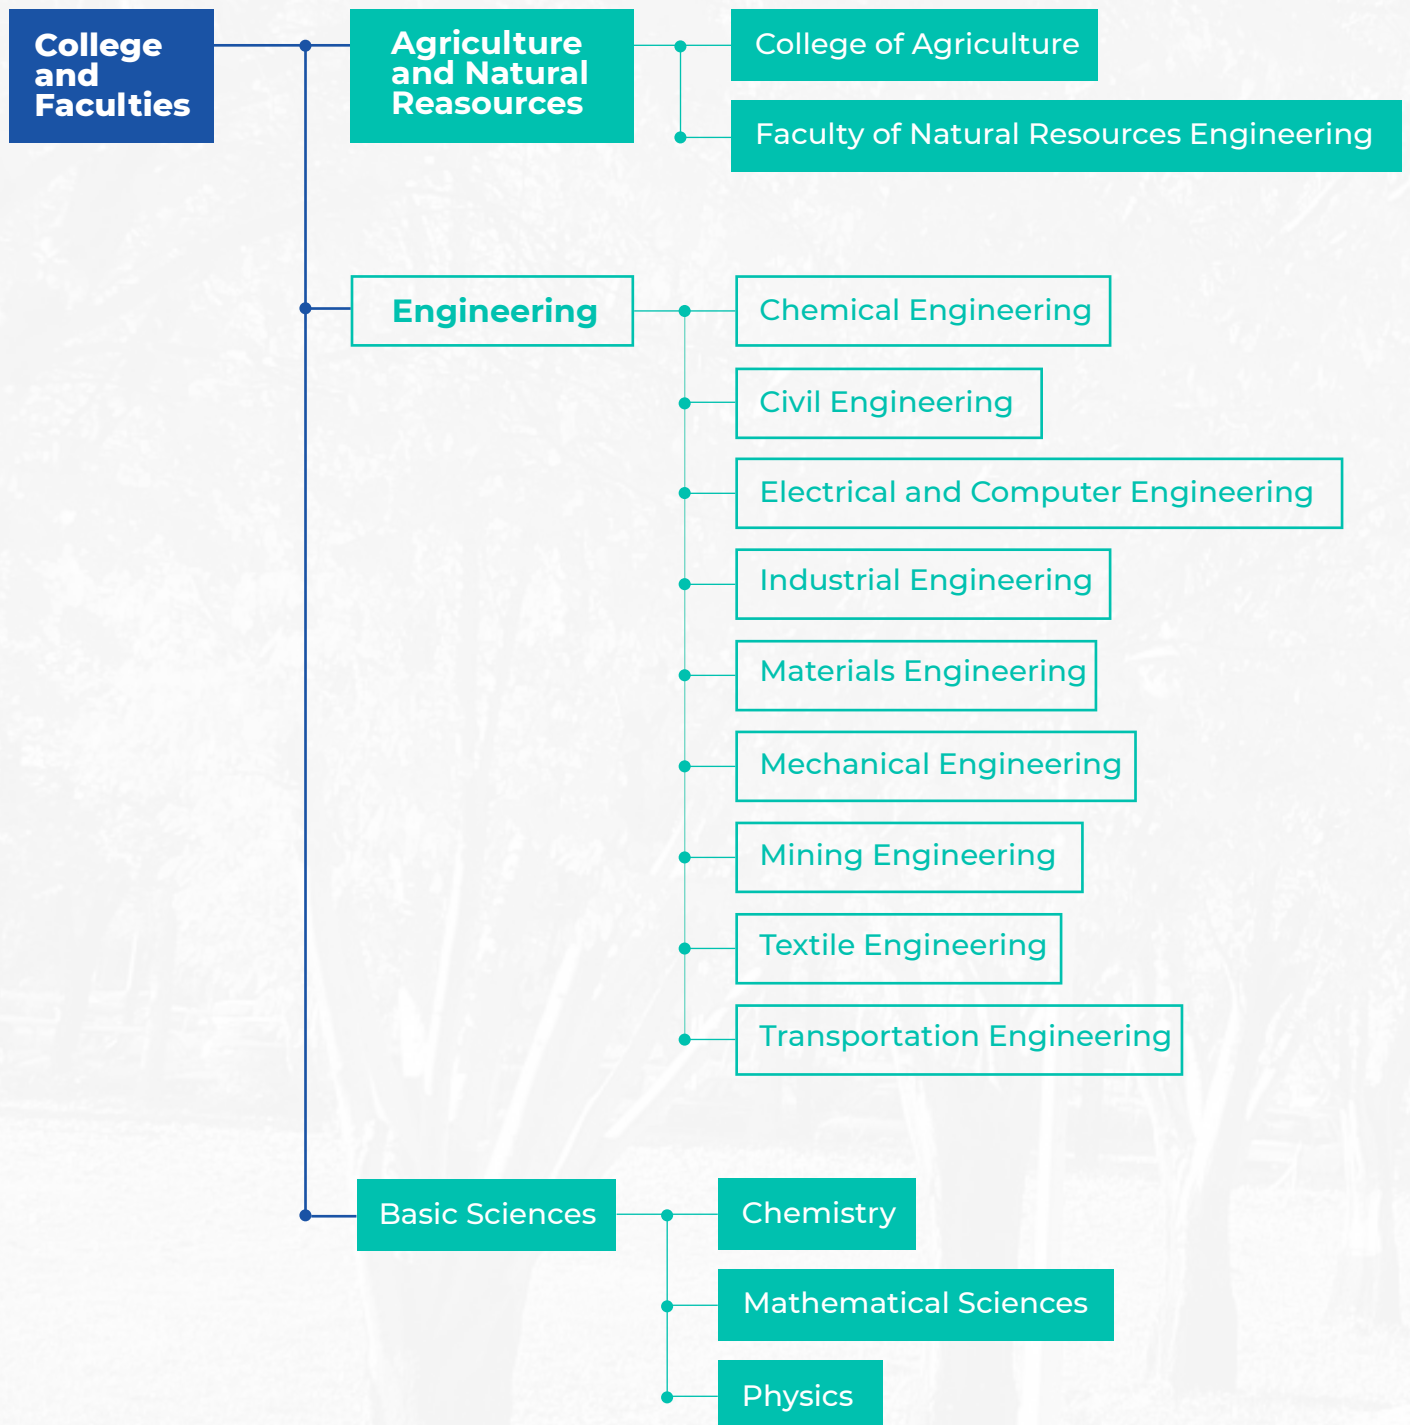 College
and
Faculties
Agriculture
and Natural
Reasources
College of Agriculture
Faculty of Natural Resources Engineering
Engineering
Chemical Engineering
Civil Engineering
Electrical and Computer Engineering
Industrial Engineering
Materials Engineering
Mechanical Engineering
Mining Engineering
Textile Engineering
Transportation Engineering
Basic Sciences
Chemistry
Mathematical Sciences
Physics